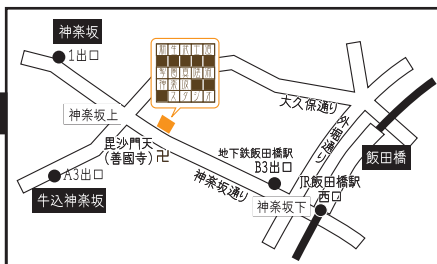 神楽坂
1出口
大久保通り
神楽坂上
外堀通り
毘沙門天
(善國寺)卍
地下鉄飯田橋駅
B3出口
飯田橋
A3出口
神楽坂通り
JR飯田橋駅
西口
牛込神楽坂
神楽坂下